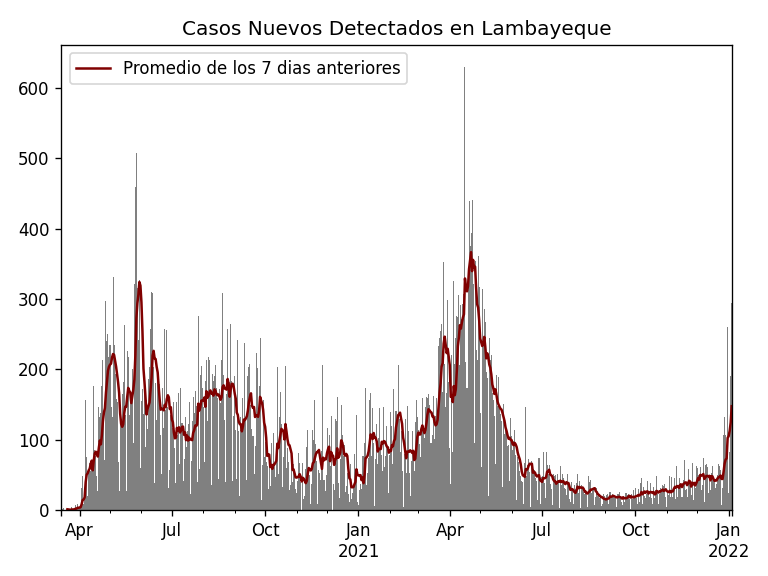 Casos Nuevos Detectados en Lambayeque
Promedio de los 7 dias anteriores
600
500
400
300
200
100
0
Apr Jul Oct Jan Apr Jul Oct Jan
2021 2022